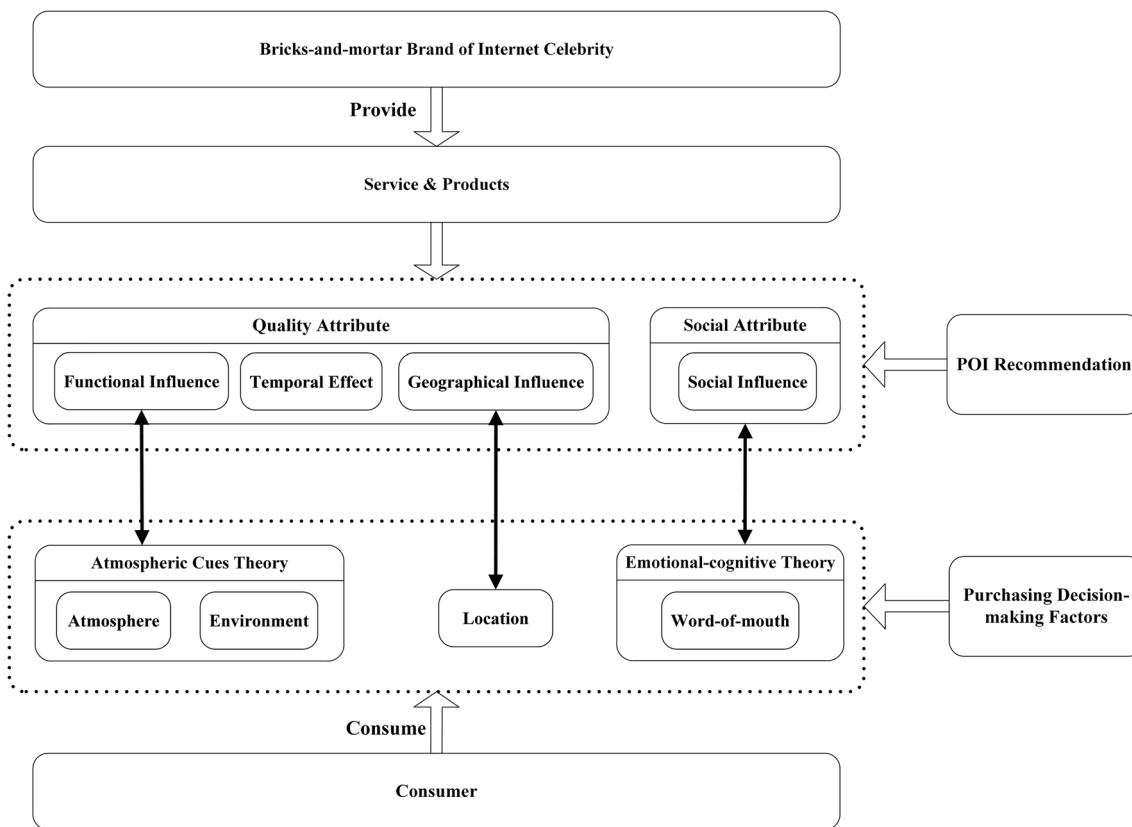 Bricks-and-mortar Brand of Internet Celebrity
Provide
Service & Products
Quality Attribute
Social Attribute
Functional Influence
Temporal Effect
Geographical Influence
Social Influence
POI Recommendation
Atmospheric Cues Theory
Emotional-cognitive Theory
Atmosphere
Environment
Location
Word-of-mouth
Purchasing Decision-
making Factors
Consume
Consumer